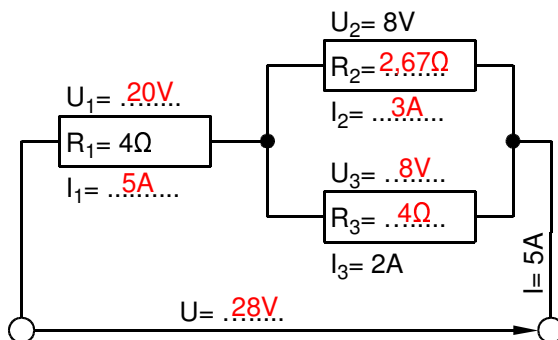 U₂= 8V
R₂= 2,67Ω
I₂= 3A
U₁= 20V
R₁= 4Ω
I₁= 5A
U₃= 8V
R₃= 4Ω
I₃= 2A
I= 5A
U= 28V